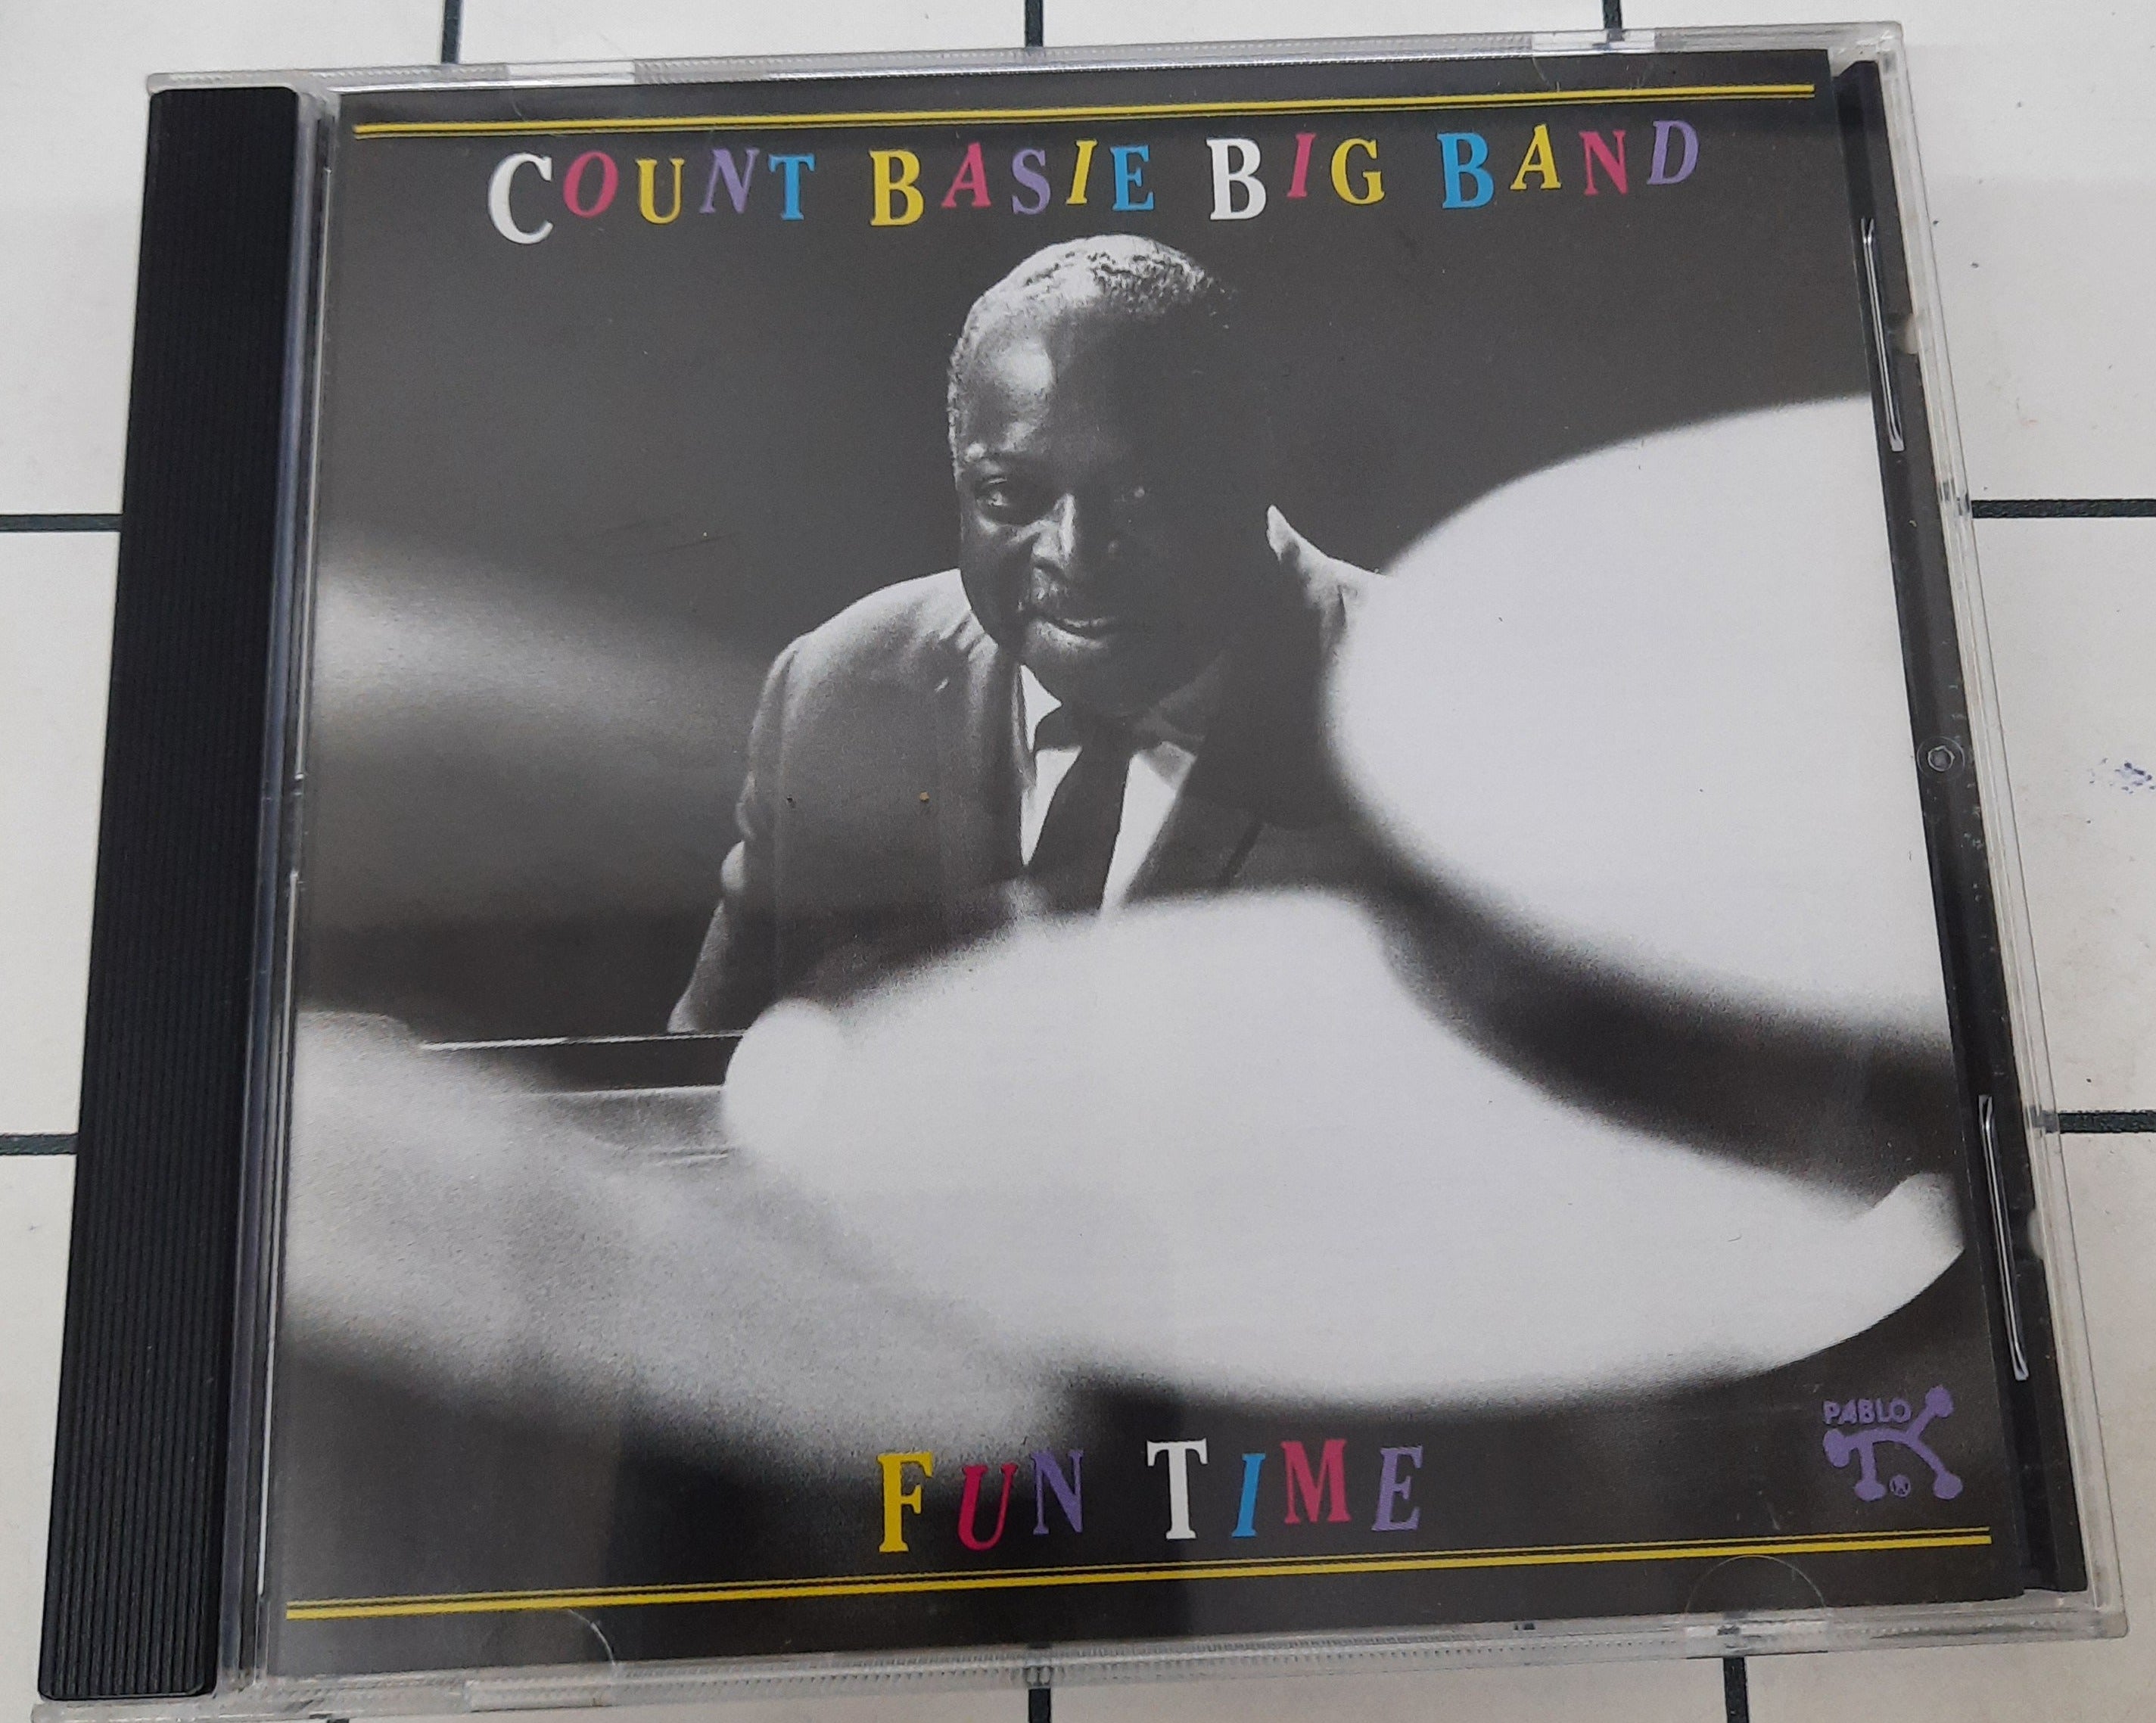 COUNT BASIE BIG BAND
PABLO
FUN TIME